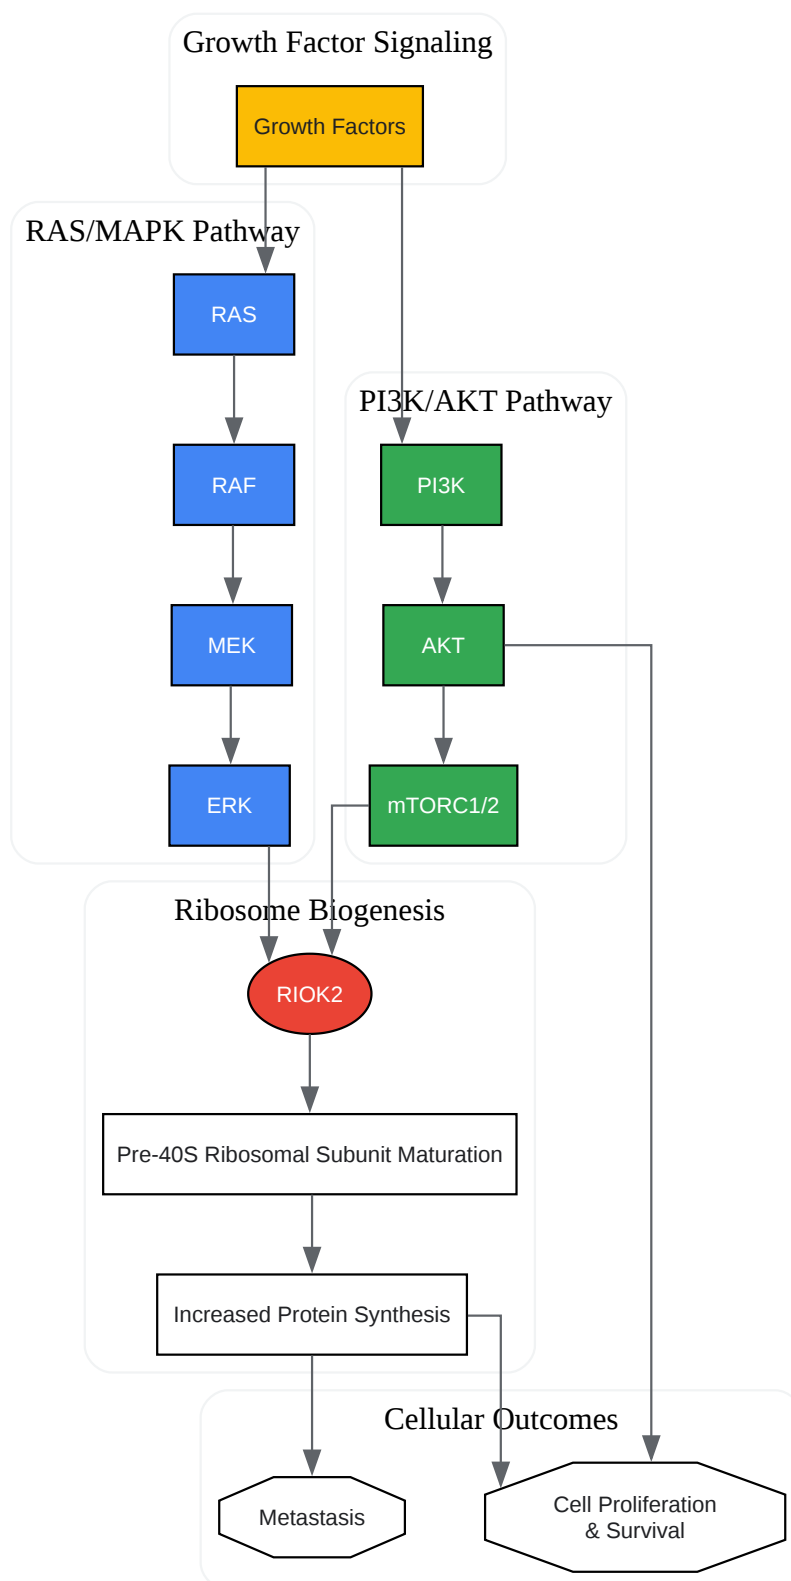 Growth Factor Signaling
Growth Factors
RAS/MAPK Pathway
RAS
PI3K/AKT Pathway
RAF
PI3K
MEK
AKT
ERK
mTORC1/2
Ribosome Biogenesis
RIOK2
Pre-40S Ribosomal Subunit Maturation
Increased Protein Synthesis
Cellular Outcomes
Metastasis
Cell Proliferation
& Survival